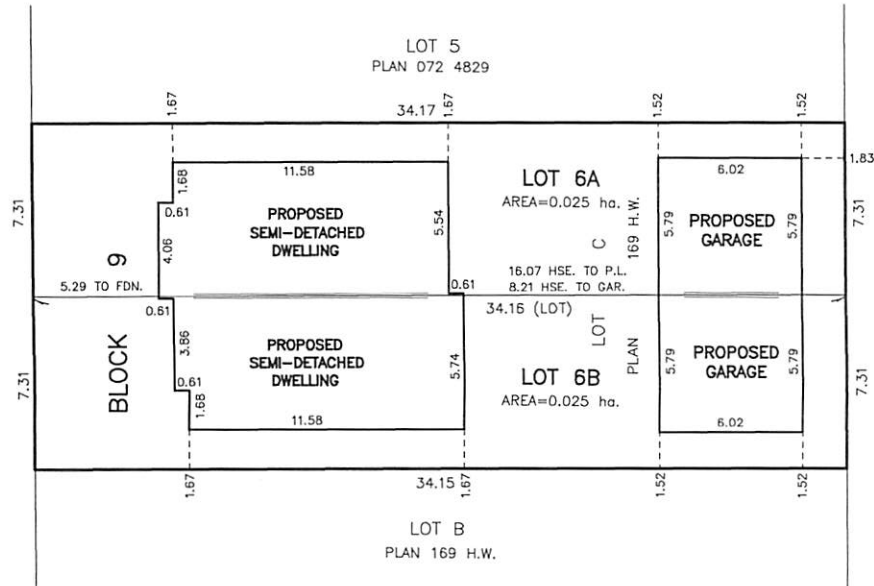 LOT 5
PLAN 072 4829
1.67
34.17
1.67
1.52
1.52
1.83
11.58
6.02
1.68
LOT 6A
AREA=0.025 ha.
7.31
0.61
PROPOSED
SEMI-DETACHED
DWELLING
5.54
5.79
PROPOSED
GARAGE
5.79
7.31
4.06
9
C
169 H.W.
5.29 TO FDN.
0.61
16.07 HSE. TO P.L.
8.21 HSE. TO GAR.
0.61
34.16 (LOT)
3.86
PROPOSED
SEMI-DETACHED
DWELLING
5.74
LOT
PLAN
5.79
PROPOSED
GARAGE
5.79
7.31
BLOCK
0.61
LOT 6B
AREA=0.025 ha.
7.31
1.68
11.58
6.02
1.67
34.15
1.67
1.52
1.52
LOT B
PLAN 169 H.W.